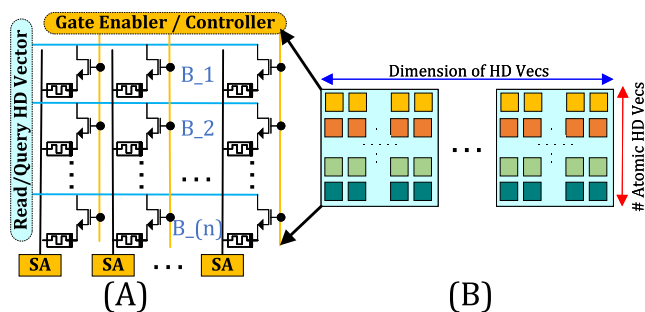 Gate Enabler / Controller
Read/Query HD Vector
B_1
B_2
B_(n)
SA
SA
SA
(A)
Dimension of HD Vecs
# Atomic HD Vecs
(B)